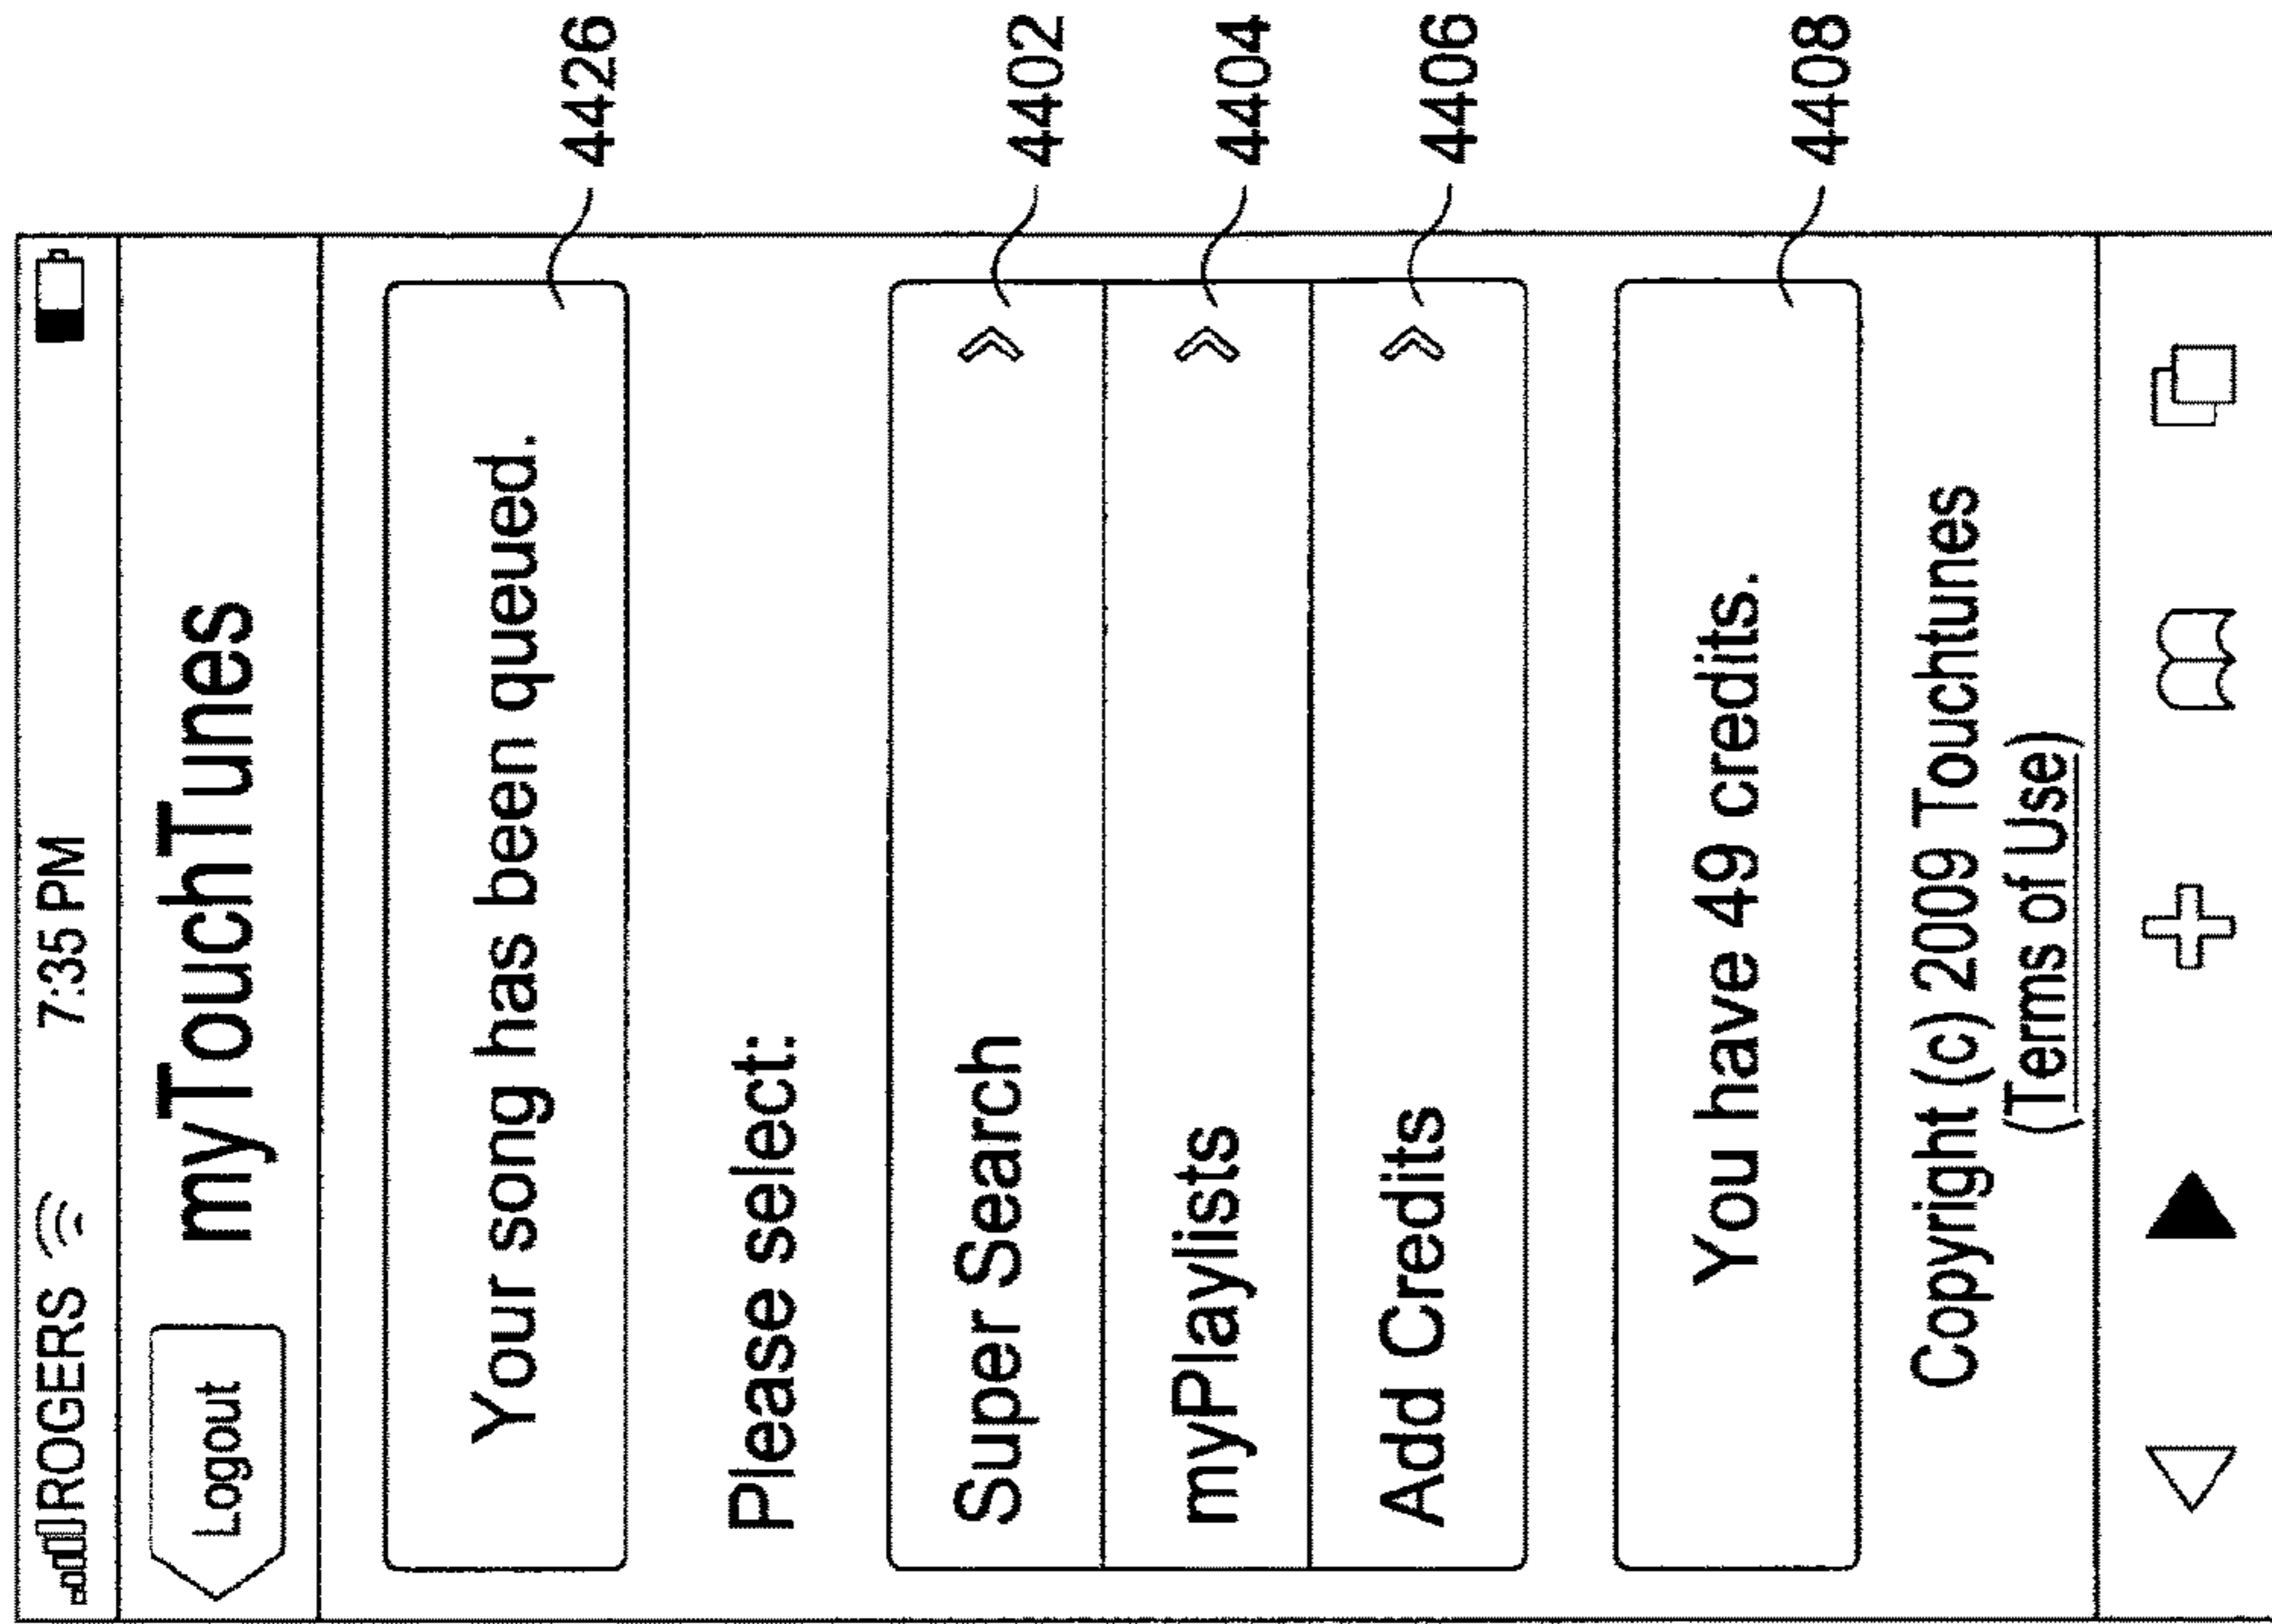 ROGERS 7:35 PM
Logout myTouchTunes
Your song has been queued. 4426
Please select:
Super Search 4402
myPlaylists 4404
Add Credits 4406
You have 49 credits. 4408
Copyright (c) 2009 Touchtunes
(Terms of Use)